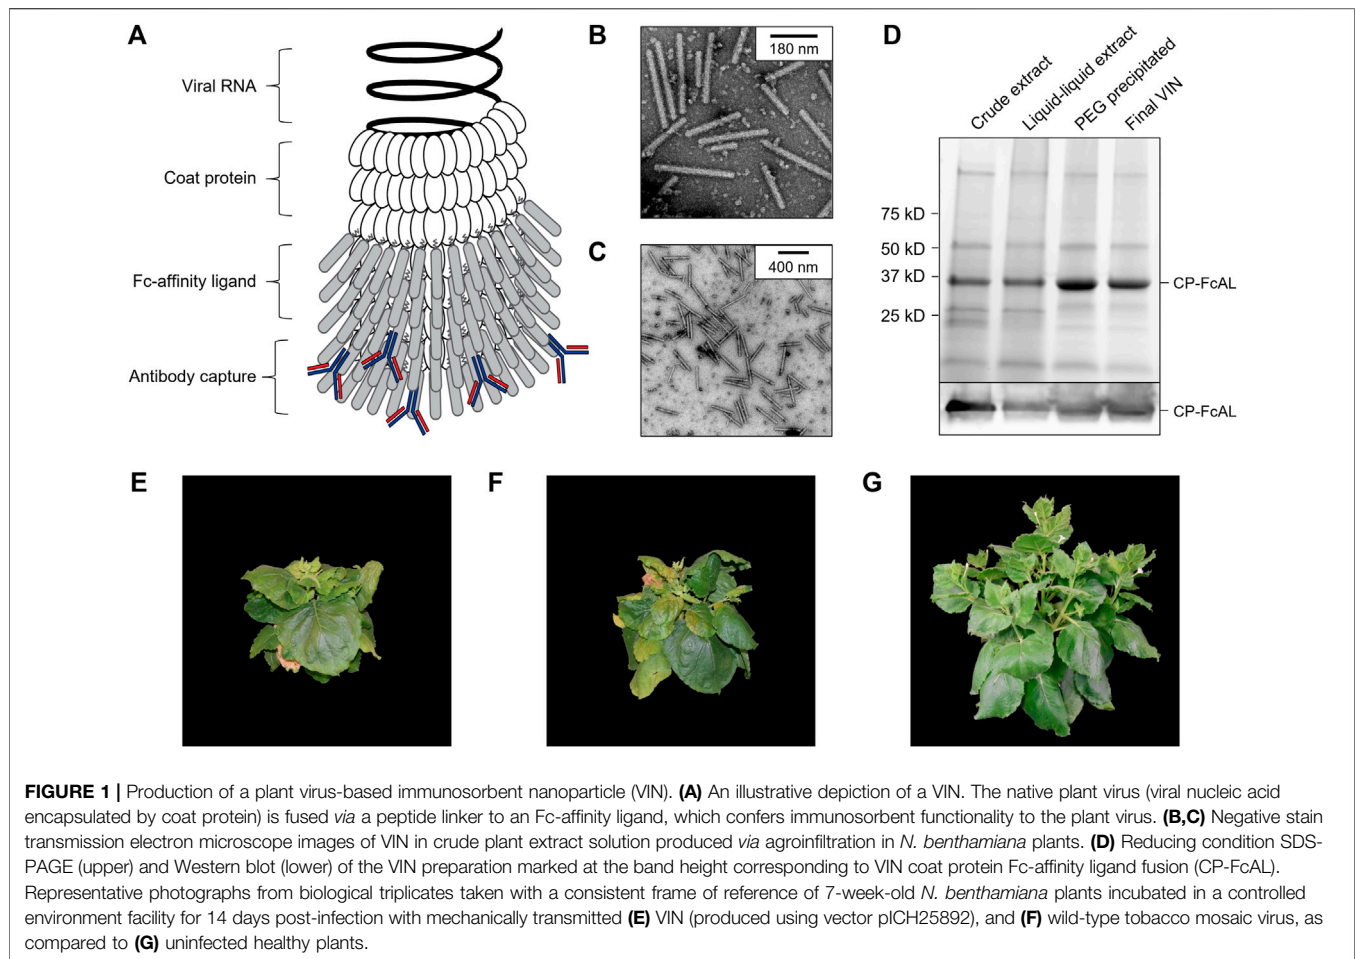 A
Viral RNA
Coat protein
Fc-affinity ligand
Antibody capture
B
180 nm
C
400 nm
D
Crude extract
Liquid-liquid extract
PEG precipitated
Final VIN
75 kD
50 kD
37 kD
25 kD
CP-FcAL
CP-FcAL
E
F
G
FIGURE 1 | Production of a plant virus-based immunosorbent nanoparticle (VIN). (A) An illustrative depiction of a VIN. The native plant virus (viral nucleic acid
encapsulated by coat protein) is fused via a peptide linker to an Fc-affinity ligand, which confers immunosorbent functionality to the plant virus. (B,C) Negative stain
transmission electron microscope images of VIN in crude plant extract solution produced via agroinfiltration in N. benthamiana plants. (D) Reducing condition SDS-
PAGE (upper) and Western blot (lower) of the VIN preparation marked at the band height corresponding to VIN coat protein Fc-affinity ligand fusion (CP-FcAL).
Representative photographs from biological triplicates taken with a consistent frame of reference of 7-week-old N. benthamiana plants incubated in a controlled
environment facility for 14 days post-infection with mechanically transmitted (E) VIN (produced using vector pICH25892), and (F) wild-type tobacco mosaic virus, as
compared to (G) uninfected healthy plants.